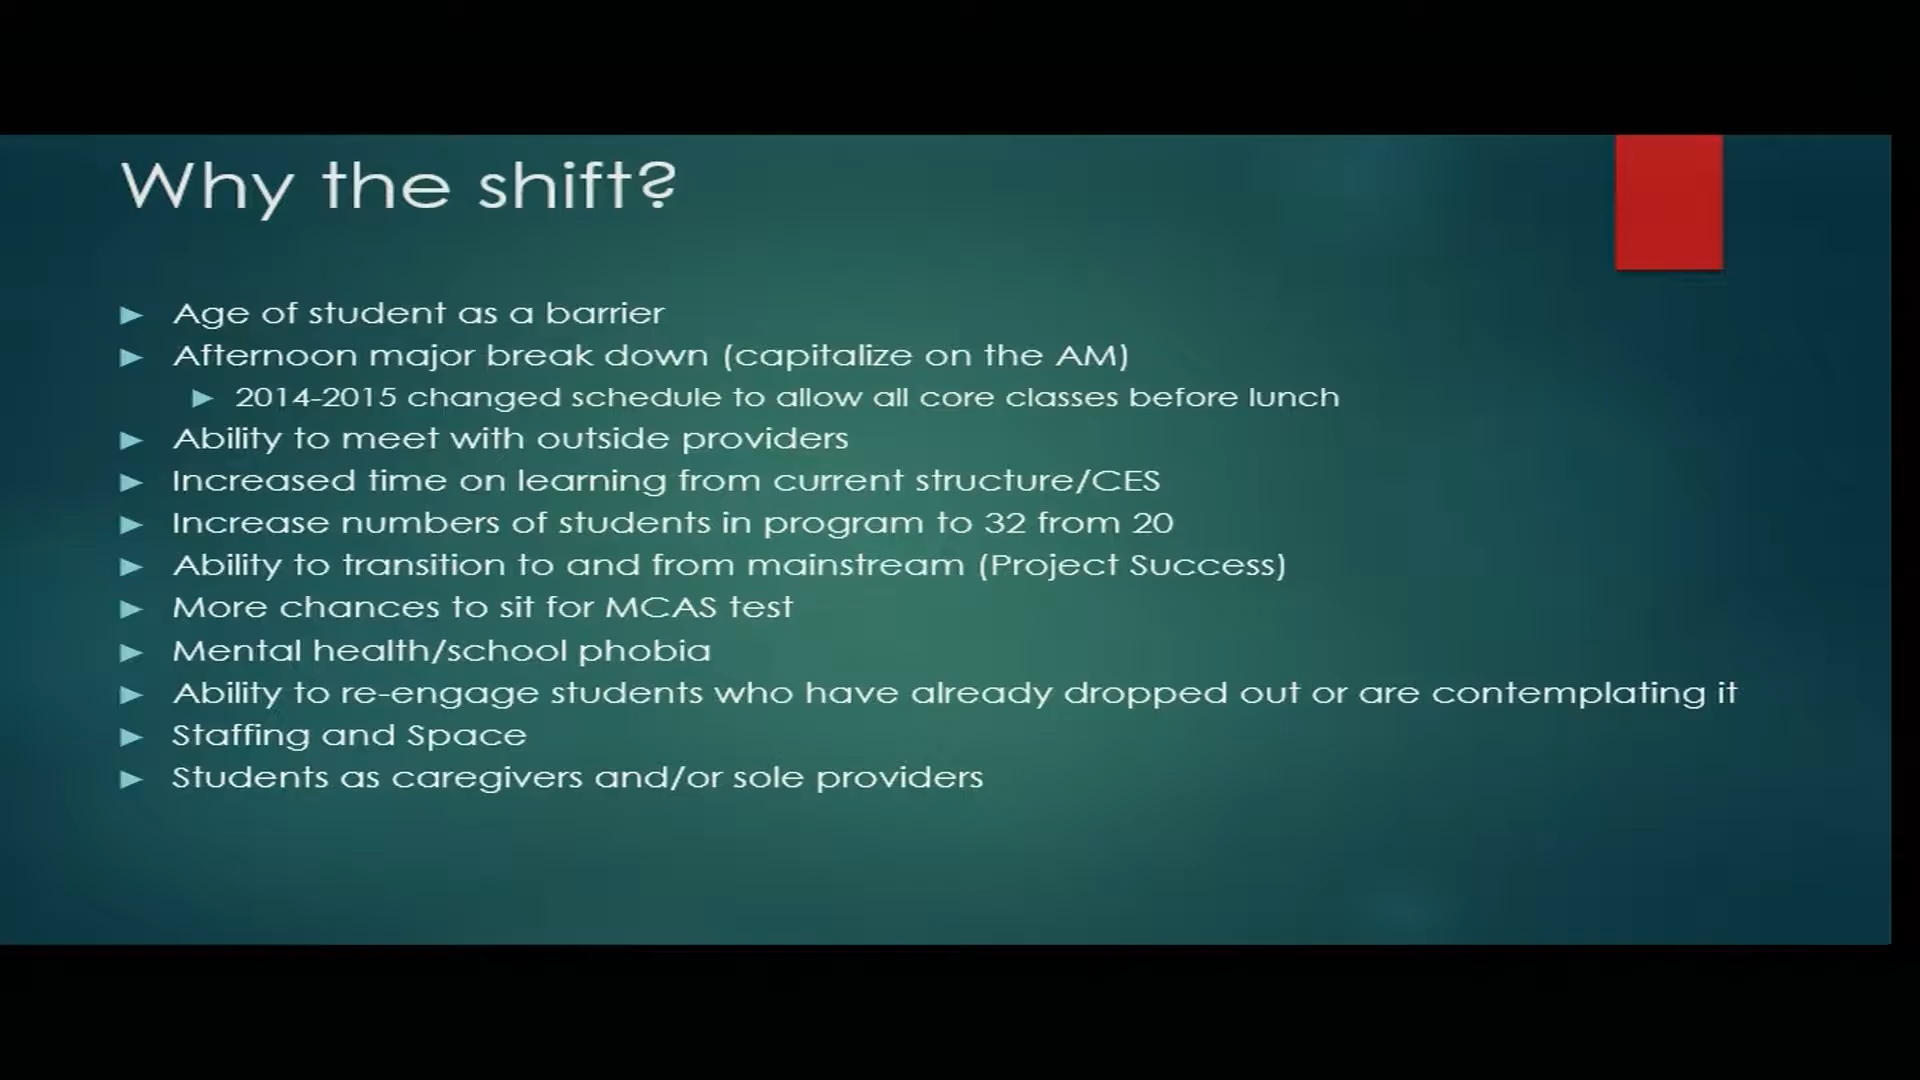 Why the shift?
Age of student as a barrier
Afternoon major break down (capitalize on the AM)
2014-2015 changed schedule to allow all core classes before lunch
Ability to meet with outside providers
Increased time on learning from current structure/CES
Increase numbers of students in program to 32 from 20
Ability to transition to and from mainstream (Project Success)
More chances to sit for MCAS test
Mental health/school phobia
Ability to re-engage students who have already dropped out or are contemplating it
Staffing and Space
Students as caregivers and/or sole providers